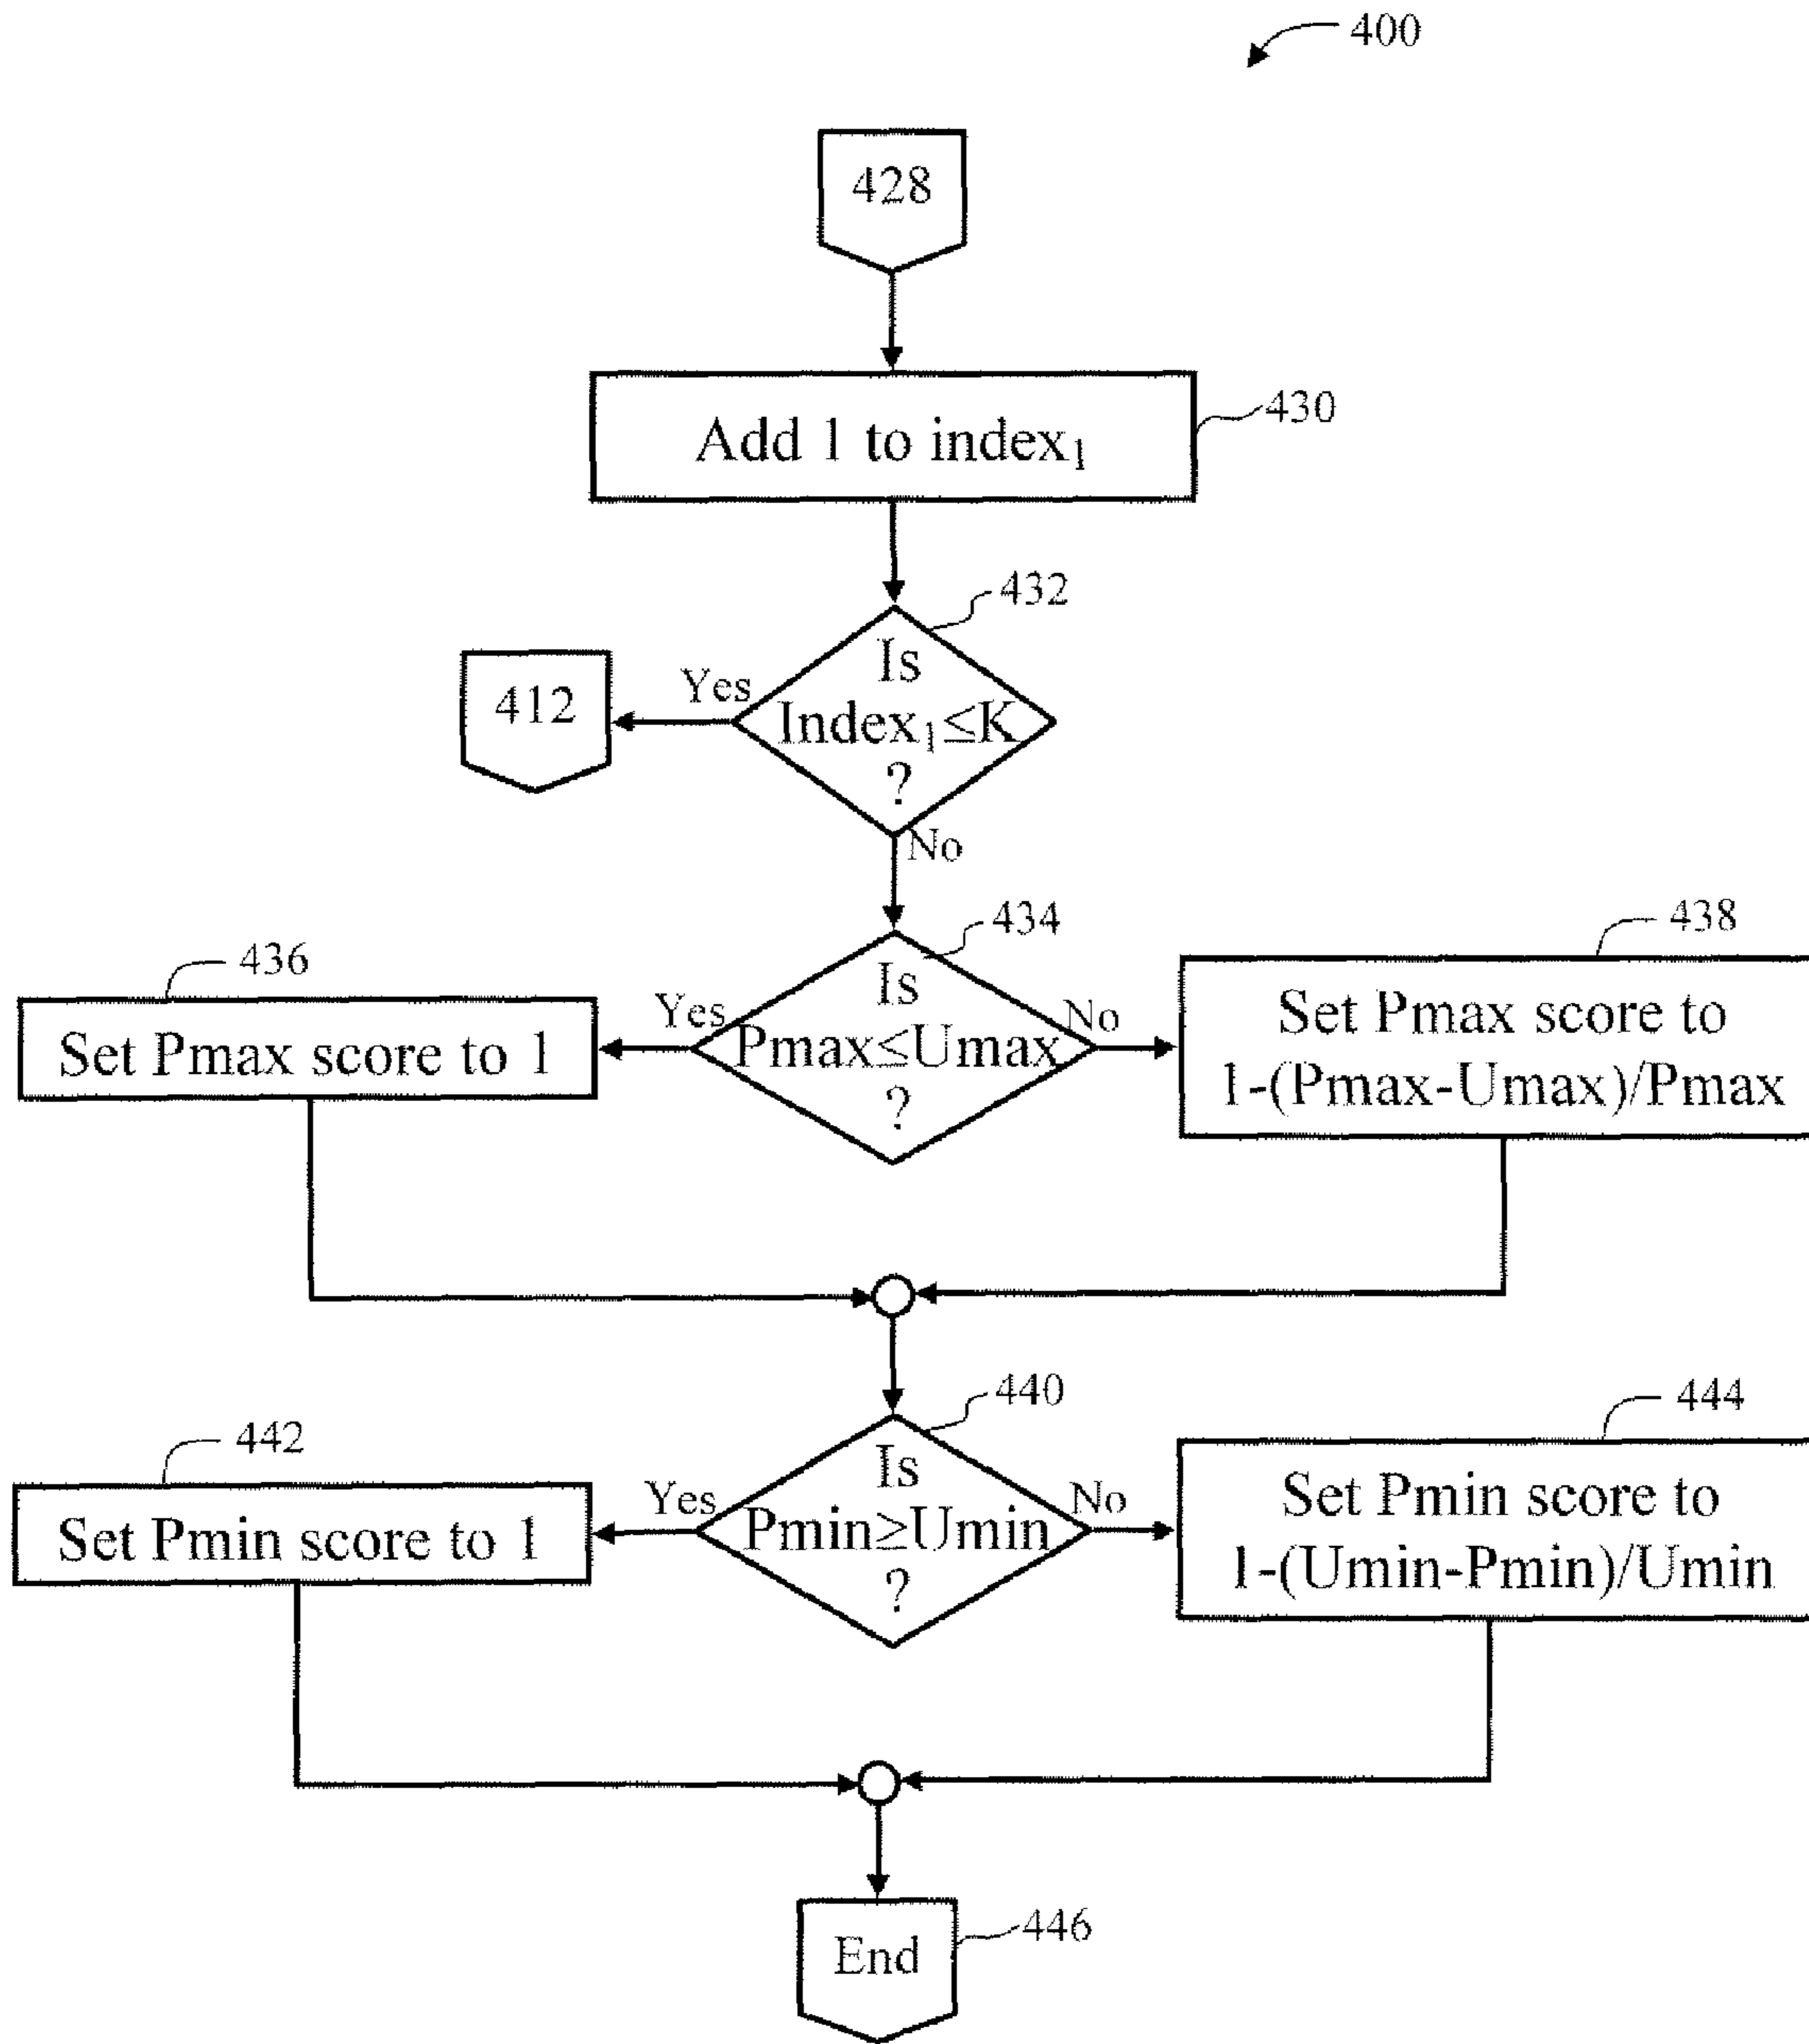 400
428
Add 1 to index₁
430
432
Is
Index₁≤K
?
Yes
412
No
434
Is
Pmax≤Umax
?
Yes
No
436
Set Pmax score to 1
438
Set Pmax score to
1-(Pmax-Umax)/Pmax
440
Is
Pmin≥Umin
?
Yes
No
442
Set Pmin score to 1
444
Set Pmin score to
1-(Umin-Pmin)/Umin
End
446